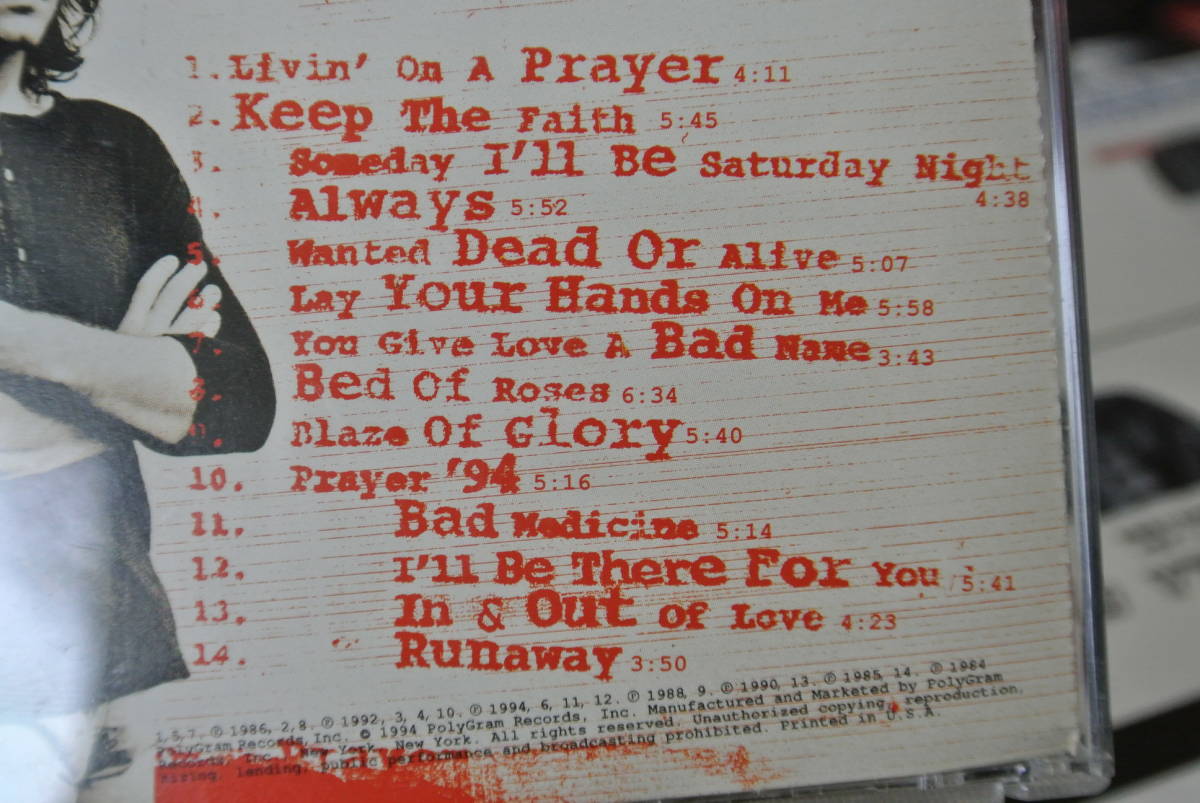 1. Livin' On A Prayer 4:11
2. Keep The Faith 5:45
3. Someday I'll Be Saturday Night
4:38
4. Always 5:52
5. Wanted Dead Or Alive 5:07
6. Lay Your Hands On Me 5:58
7. You Give Love A Bad Name 3:43
8. Bed Of Roses 6:34
9. Blaze Of Glory 5:40
10. Prayer '94 5:16
11. Bad Medicine 5:14
12. I'll Be There For You 5:41
13. In & Out Of Love 4:23
14. Runaway 3:50
1,5,7. ℗ 1986, 2,8. ℗ 1992, 3, 4, 10. ℗ 1994, 6, 11, 12. ℗ 1988, 9. ℗ 1990, 13. ℗ 1985, 14. ℗ 1984
PolyGram Records, Inc. © 1994 PolyGram Records, Inc. Manufactured and Marketed by PolyGram
Records, Inc., New York, New York. All rights reserved. Unauthorized copying, reproduction,
hiring, lending, public performance and broadcasting prohibited. Printed in U.S.A.